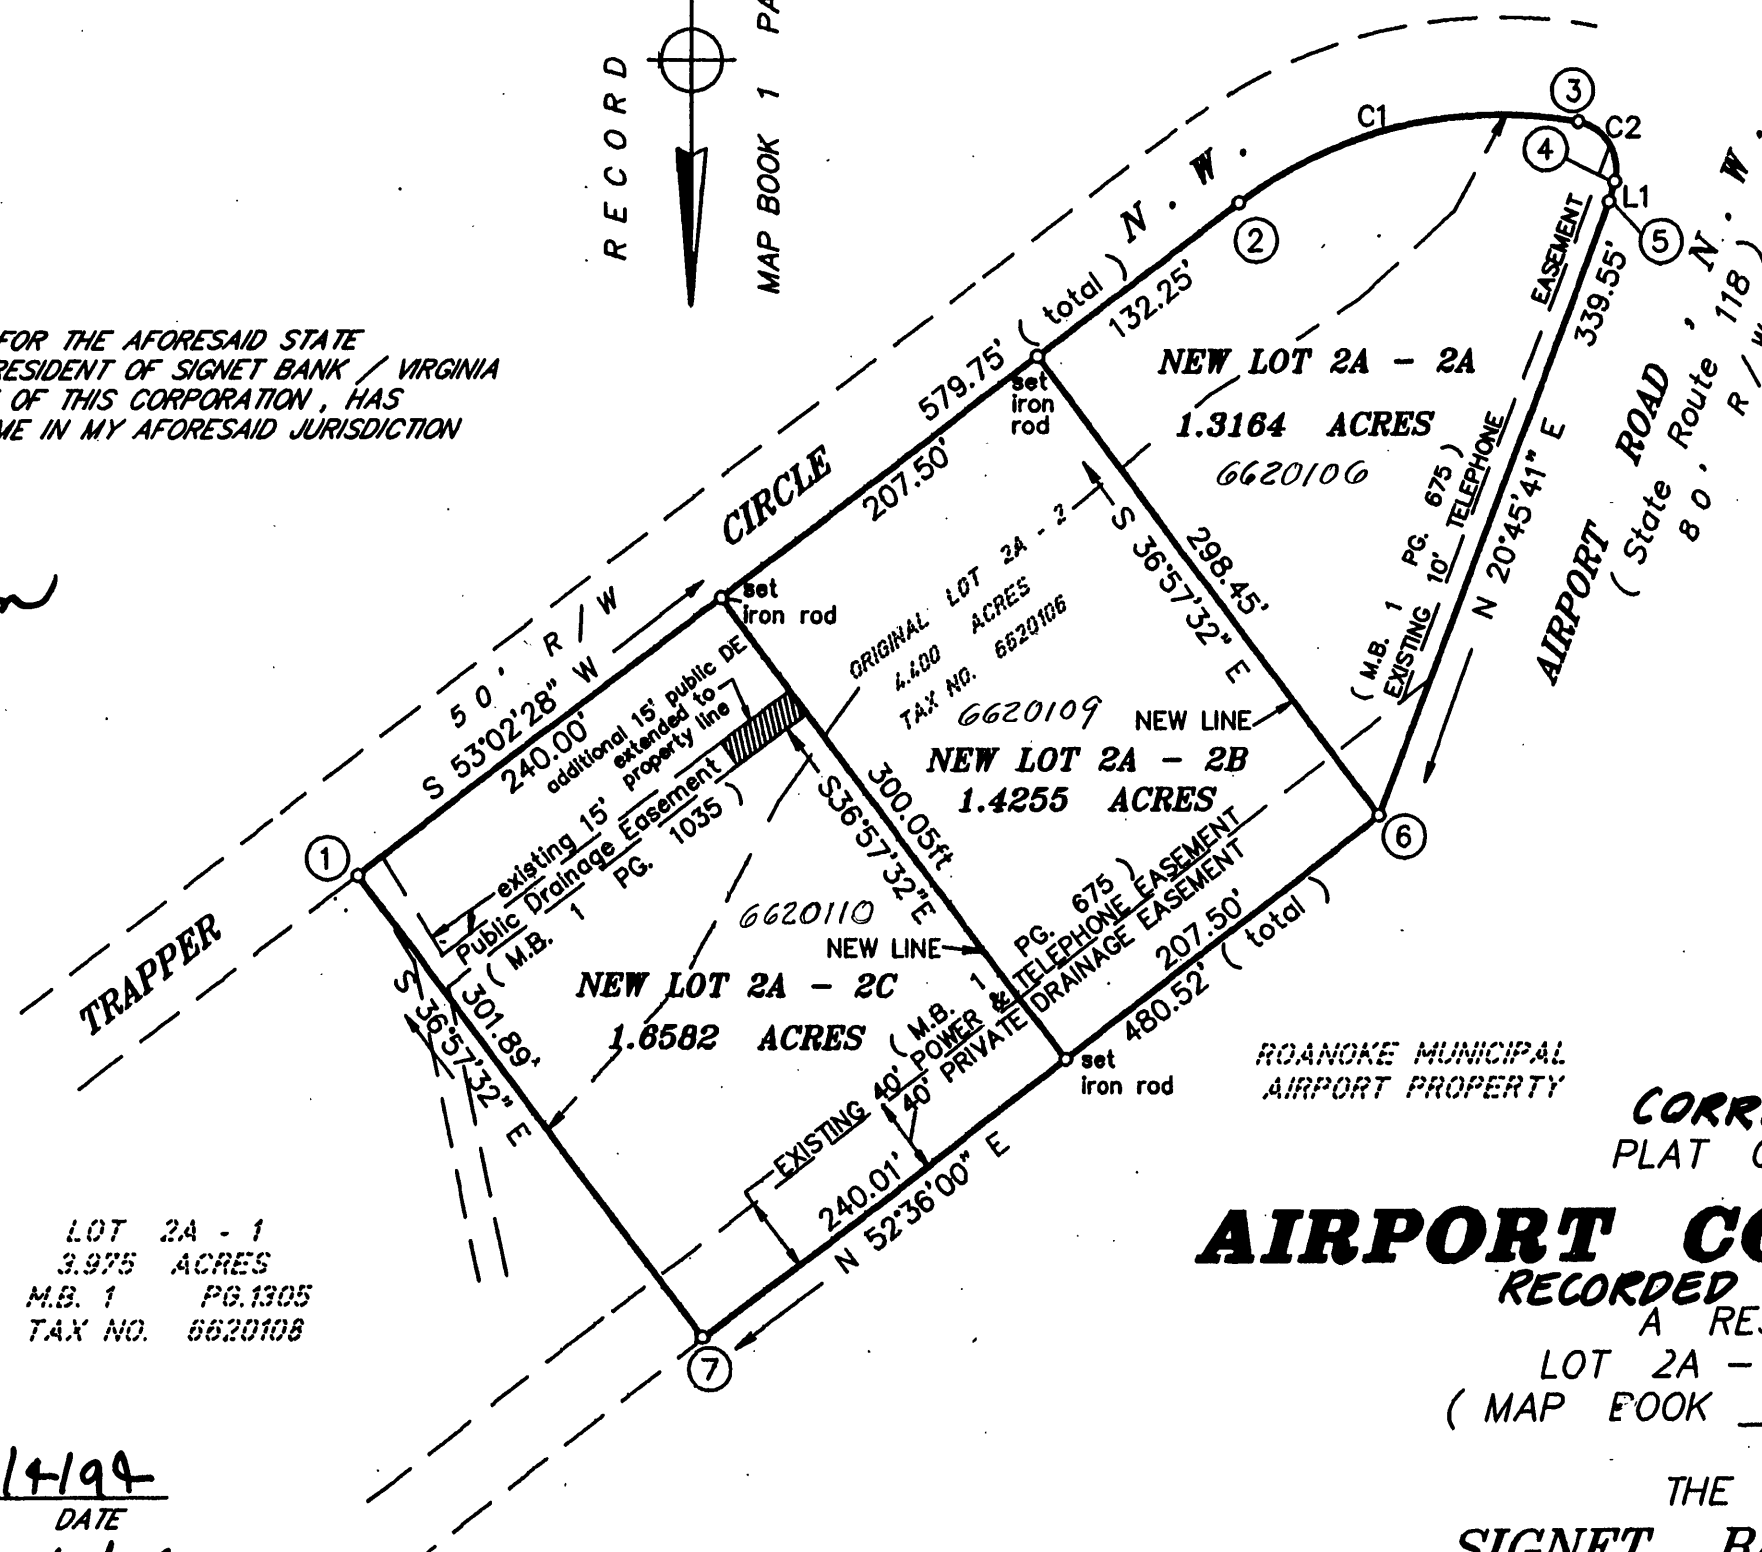 RECORD
MAP BOOK 1
FOR THE AFORESAID STATE
RESIDENT OF SIGNET BANK / VIRGINIA
OF THIS CORPORATION , HAS
ME IN MY AFORESAID JURISDICTION
3
C1
C2
4
L1
5
2
N . W .
132.25'
579.75' ( total )
set
iron
rod
NEW LOT 2A - 2A
1.3164 ACRES
6620106
EASEMENT
339.55'
N 20°45'41" E
AIRPORT ROAD , N . W .
( State Route 118 )
80' R / W
( M.B. 1 PG. 675 )
EXISTING 10' TELEPHONE
CIRCLE
207.50'
298.45'
S 36°57'32" E
set
iron rod
50' R / W
S 53°02'28" W
240.00'
additional 15' public DE
extended to
property line
existing 15'
Public Drainage Easement
( M.B. 1 PG. 1035 )
ORIGINAL LOT 2A - 2
4.400 ACRES
TAX NO. 6620106
6620109
NEW LINE
NEW LOT 2A - 2B
1.4255 ACRES
300.05ft
S36°57'32"E
6
1
TRAPPER
6620110
NEW LINE
NEW LOT 2A - 2C
1.6582 ACRES
301.89'
S 36°57'32" E
( M.B. 1 PG. 675 )
EXISTING 40' POWER & TELEPHONE EASEMENT
40' PRIVATE DRAINAGE EASEMENT
207.50'
480.52' ( total )
set
iron rod
240.01'
N 52°36'00" E
7
ROANOKE MUNICIPAL
AIRPORT PROPERTY
LOT 2A - 1
3.975 ACRES
M.B. 1 PG.1305
TAX NO. 6620108
PLAT
AIRPORT
RECORDED
A
LOT 2A -
( MAP BOOK
THE
SIGNET
DATE